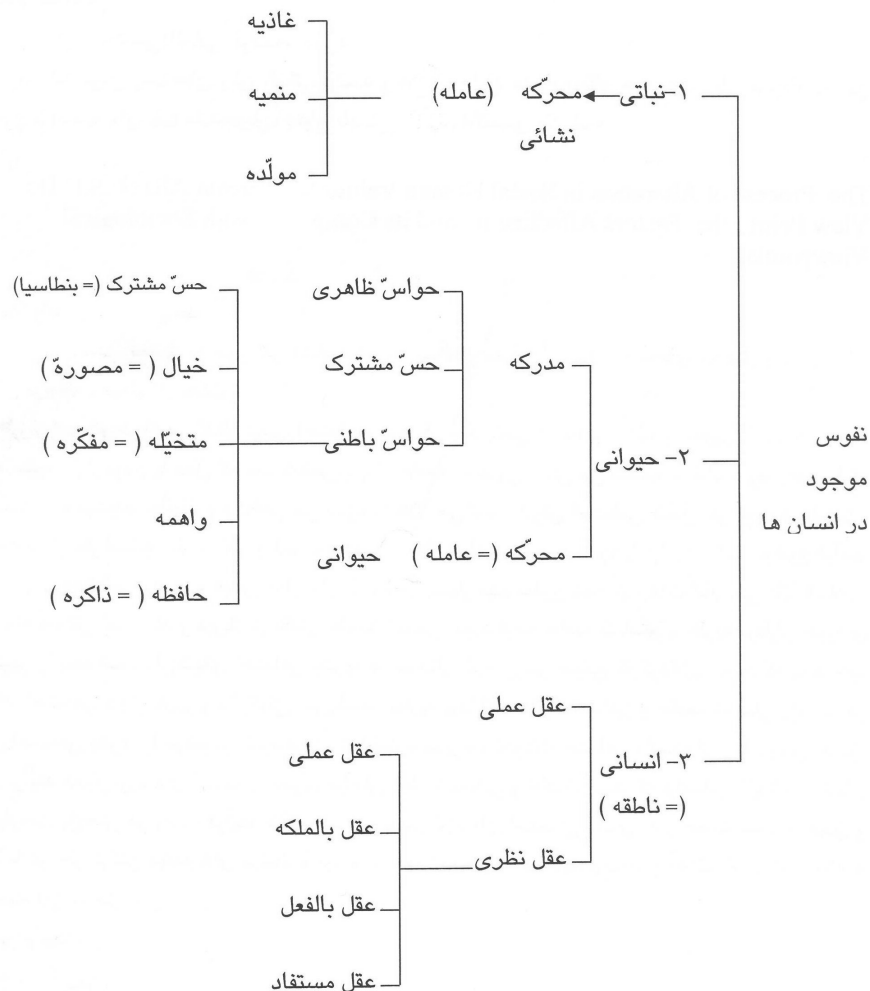 نفوس
موجود
در انسان ها
۱-نباتی
محرّکه (عامله)
نشائی
غاذیه
منمیه
مولّده
۲- حیوانی
مدرکه
حواسّ ظاهری
حسّ مشترک
حواسّ باطنی
حسّ مشترک (= بنطاسیا)
خیال ( = مصورهّ )
متخیّله ( = مفکّره )
واهمه
حافظه ( = ذاکره )
محرّکه (= عامله ) حیوانی
۳- انسانی
(= ناطقه )
عقل عملی
عقل نظری
عقل عملی
عقل بالملکه
عقل بالفعل
عقل مستفاد